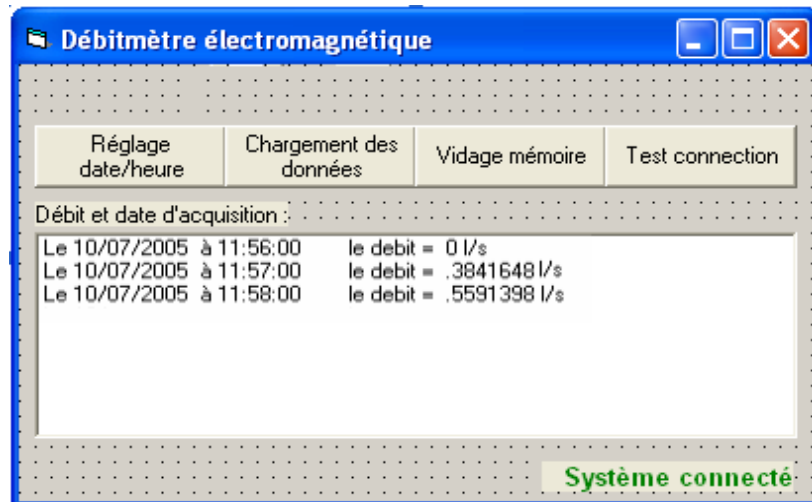 Débitmètre électromagnétique
Réglage
date/heure
Chargement des
données
Vidage mémoire
Test connection
Débit et date d'acquisition :
Le 10/07/2005 à 11:56:00 le debit = 0 l/s
Le 10/07/2005 à 11:57:00 le debit = .3841648 l/s
Le 10/07/2005 à 11:58:00 le debit = .5591398 l/s
Système connecté